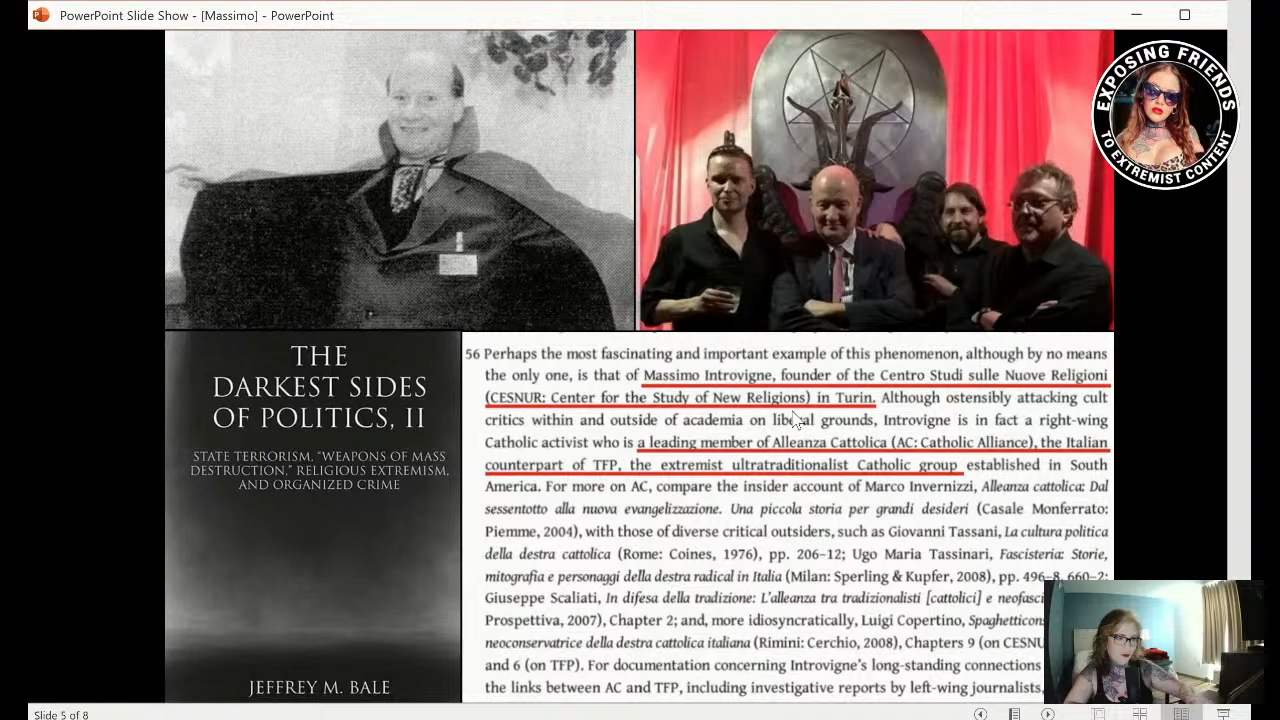 PowerPoint Slide Show - [Massimo] - PowerPoint
EXPOSING FRIENDS
TO EXTREMIST CONTENT
THE
DARKEST SIDES
OF POLITICS, II
STATE TERRORISM, "WEAPONS OF MASS
DESTRUCTION," RELIGIOUS EXTREMISM,
AND ORGANIZED CRIME
JEFFREY M. BALE
56 Perhaps the most fascinating and important example of this phenomenon, although by no means
the only one, is that of Massimo Introvigne, founder of the Centro Studi sulle Nuove Religioni
(CESNUR: Center for the Study of New Religions) in Turin. Although ostensibly attacking cult
critics within and outside of academia on liberal grounds, Introvigne is in fact a right-wing
Catholic activist who is a leading member of Alleanza Cattolica (AC: Catholic Alliance), the Italian
counterpart of TFP, the extremist ultratraditionalist Catholic group established in South
America. For more on AC, compare the insider account of Marco Invernizzi, Alleanza cattolica: Dal
sessentotto alla nuova evangelizzazione. Una piccola storia per grandi desideri (Casale Monferrato:
Piemme, 2004), with those of diverse critical outsiders, such as Giovanni Tassani, La cultura politica
della destra cattolica (Rome: Coines, 1976), pp. 206–12; Ugo Maria Tassinari, Fascisteria: Storie,
mitografia e personaggi della destra radical in Italia (Milan: Sperling & Kupfer, 2008), pp. 496–8, 660–2;
Giuseppe Scaliati, In difesa della tradizione: L'alleanza tra tradizionalisti [cattolici] e neofasci
Prospettiva, 2007), Chapter 2; and, more idiosyncratically, Luigi Copertino, Spaghetticons
neoconservatrice della destra cattolica italiana (Rimini: Cerchio, 2008), Chapters 9 (on CESNU
and 6 (on TFP). For documentation concerning Introvigne's long-standing connections
the links between AC and TFP, including investigative reports by left-wing journalists,
Slide 5 of 8